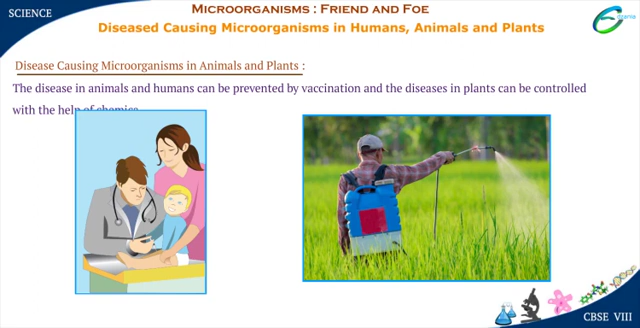 SCIENCE
MICROORGANISMS : FRIEND AND FOE
Diseased Causing Microorganisms in Humans, Animals and Plants
Disease Causing Microorganisms in Animals and Plants :
The disease in animals and humans can be prevented by vaccination and the diseases in plants can be controlled
with the help of
CBSE VIII